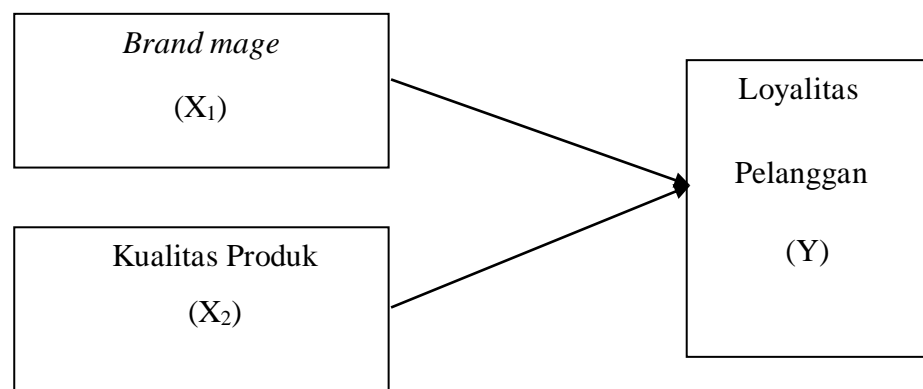 Brand mage
(X₁)
Kualitas Produk
(X₂)
Loyalitas
Pelanggan
(Y)